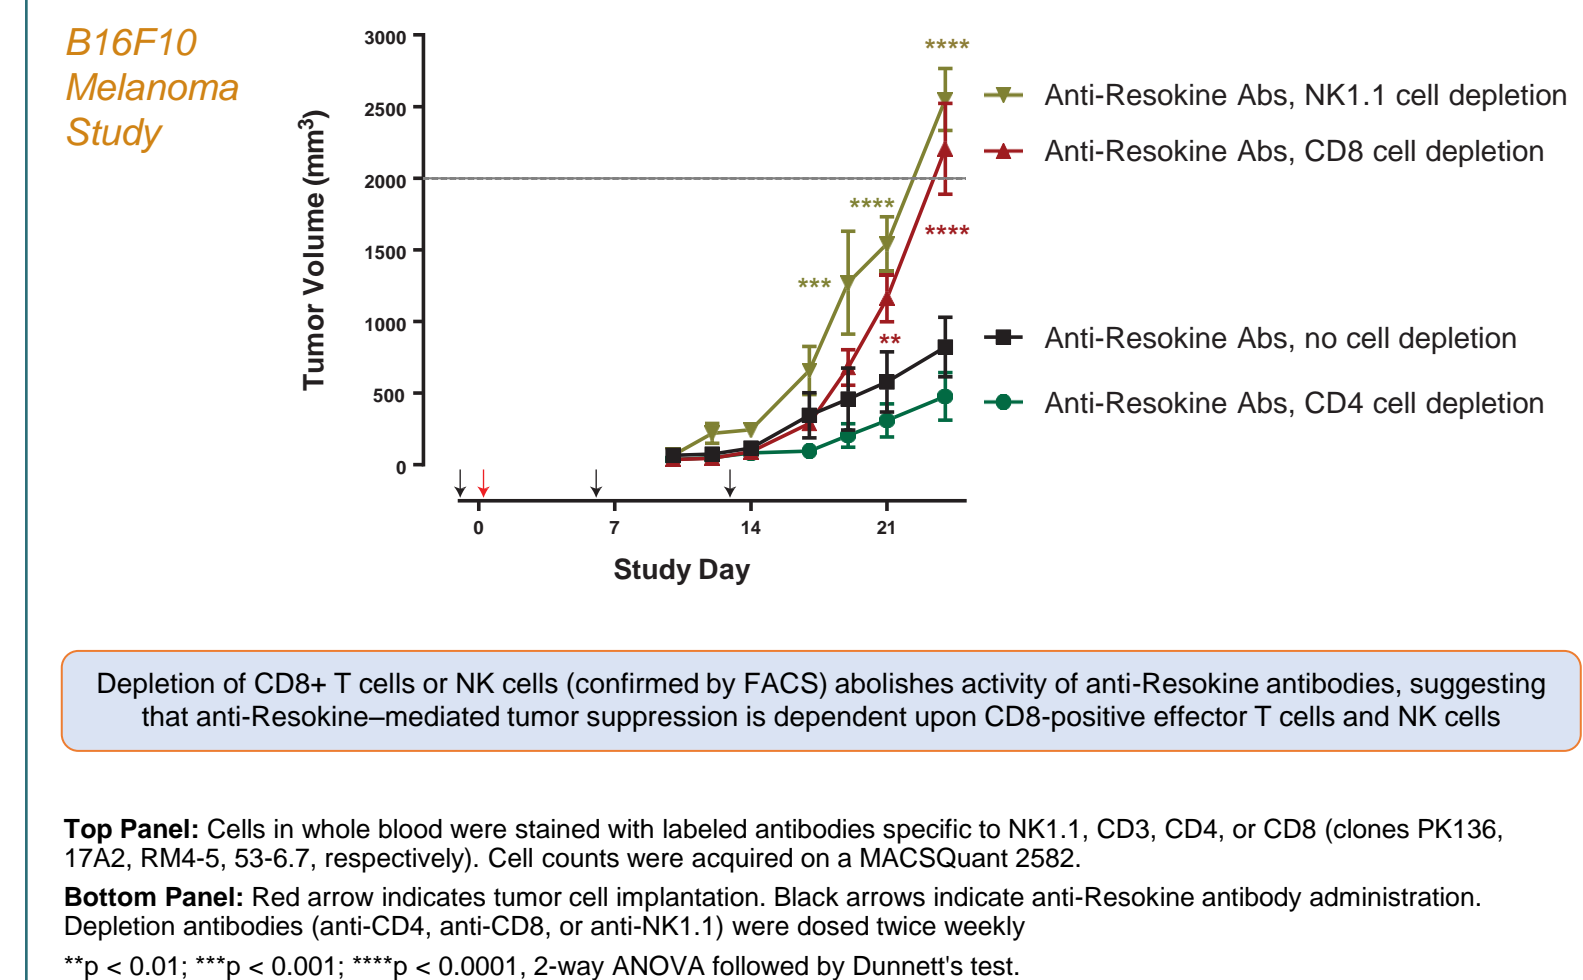 B16F10
Melanoma
Study
Tumor Volume (mm3)
3000
2500
2000
1500
1000
500
0
****
****
****
***
**
0 7 14 21
Study Day
Anti-Resokine Abs, NK1.1 cell depletion
Anti-Resokine Abs, CD8 cell depletion
Anti-Resokine Abs, no cell depletion
Anti-Resokine Abs, CD4 cell depletion
Depletion of CD8+ T cells or NK cells (confirmed by FACS) abolishes activity of anti-Resokine antibodies, suggesting
that anti-Resokine–mediated tumor suppression is dependent upon CD8-positive effector T cells and NK cells
Top Panel: Cells in whole blood were stained with labeled antibodies specific to NK1.1, CD3, CD4, or CD8 (clones PK136,
17A2, RM4-5, 53-6.7, respectively). Cell counts were acquired on a MACSQuant 2582.
Bottom Panel: Red arrow indicates tumor cell implantation. Black arrows indicate anti-Resokine antibody administration.
Depletion antibodies (anti-CD4, anti-CD8, or anti-NK1.1) were dosed twice weekly
**p < 0.01; ***p < 0.001; ****p < 0.0001, 2-way ANOVA followed by Dunnett's test.